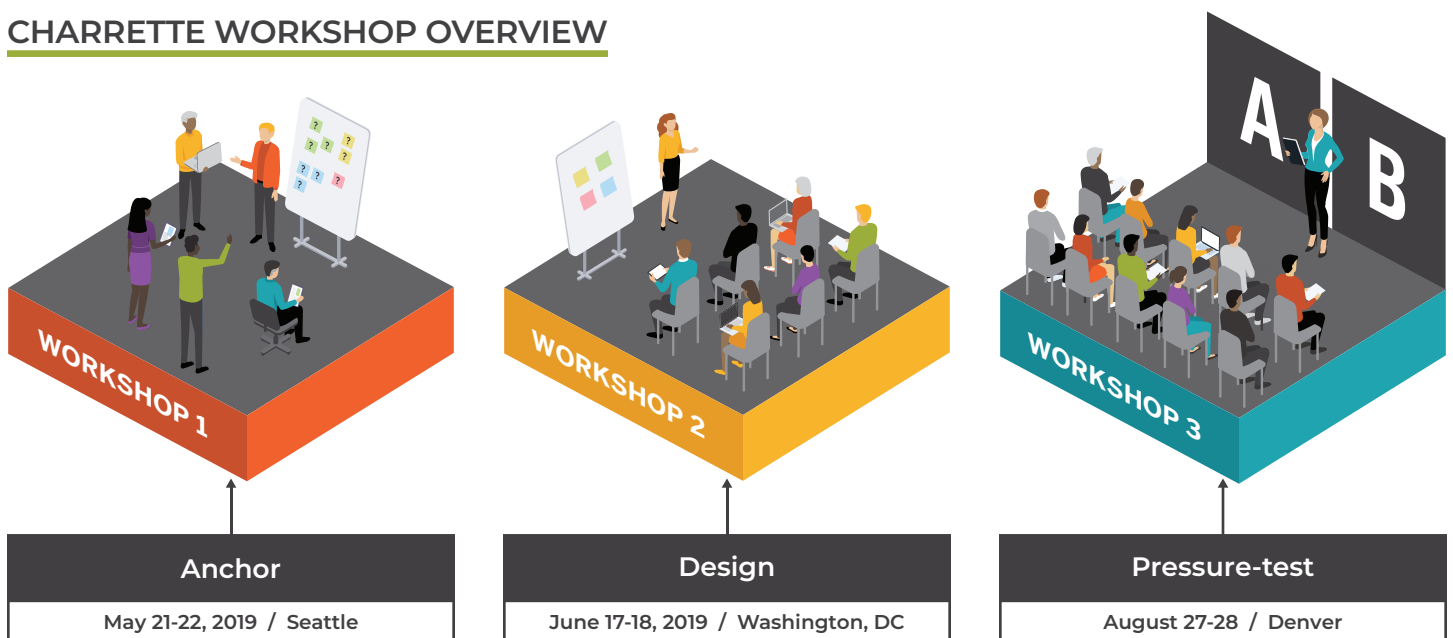 CHARRETTE WORKSHOP OVERVIEW
?
?
?
?
?
?
?
?
?
A
B
WORKSHOP 1
WORKSHOP 2
WORKSHOP 3
Anchor
Design
Pressure-test
May 21-22, 2019 / Seattle
June 17-18, 2019 / Washington, DC
August 27-28 / Denver